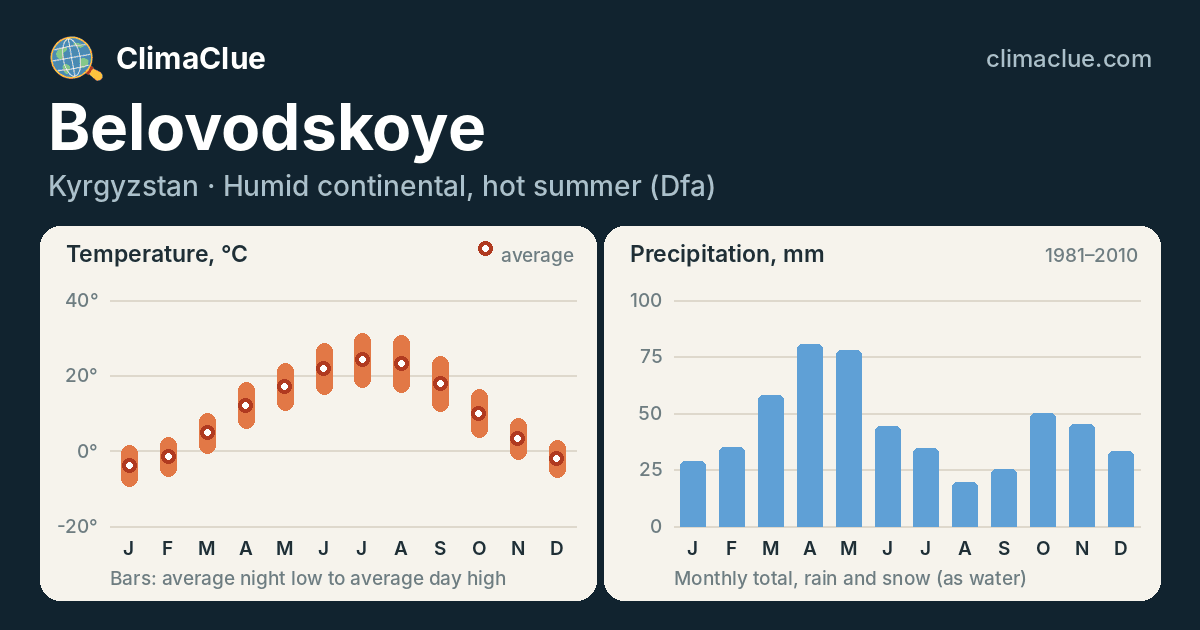 ClimaClue
climaclue.com
Belovodskoye
Kyrgyzstan · Humid continental, hot summer (Dfa)
Temperature, °C
average
40°
20°
0°
-20°
J F M A M J J A S O N D
Bars: average night low to average day high
Precipitation, mm
1981–2010
100
75
50
25
0
J F M A M J J A S O N D
Monthly total, rain and snow (as water)